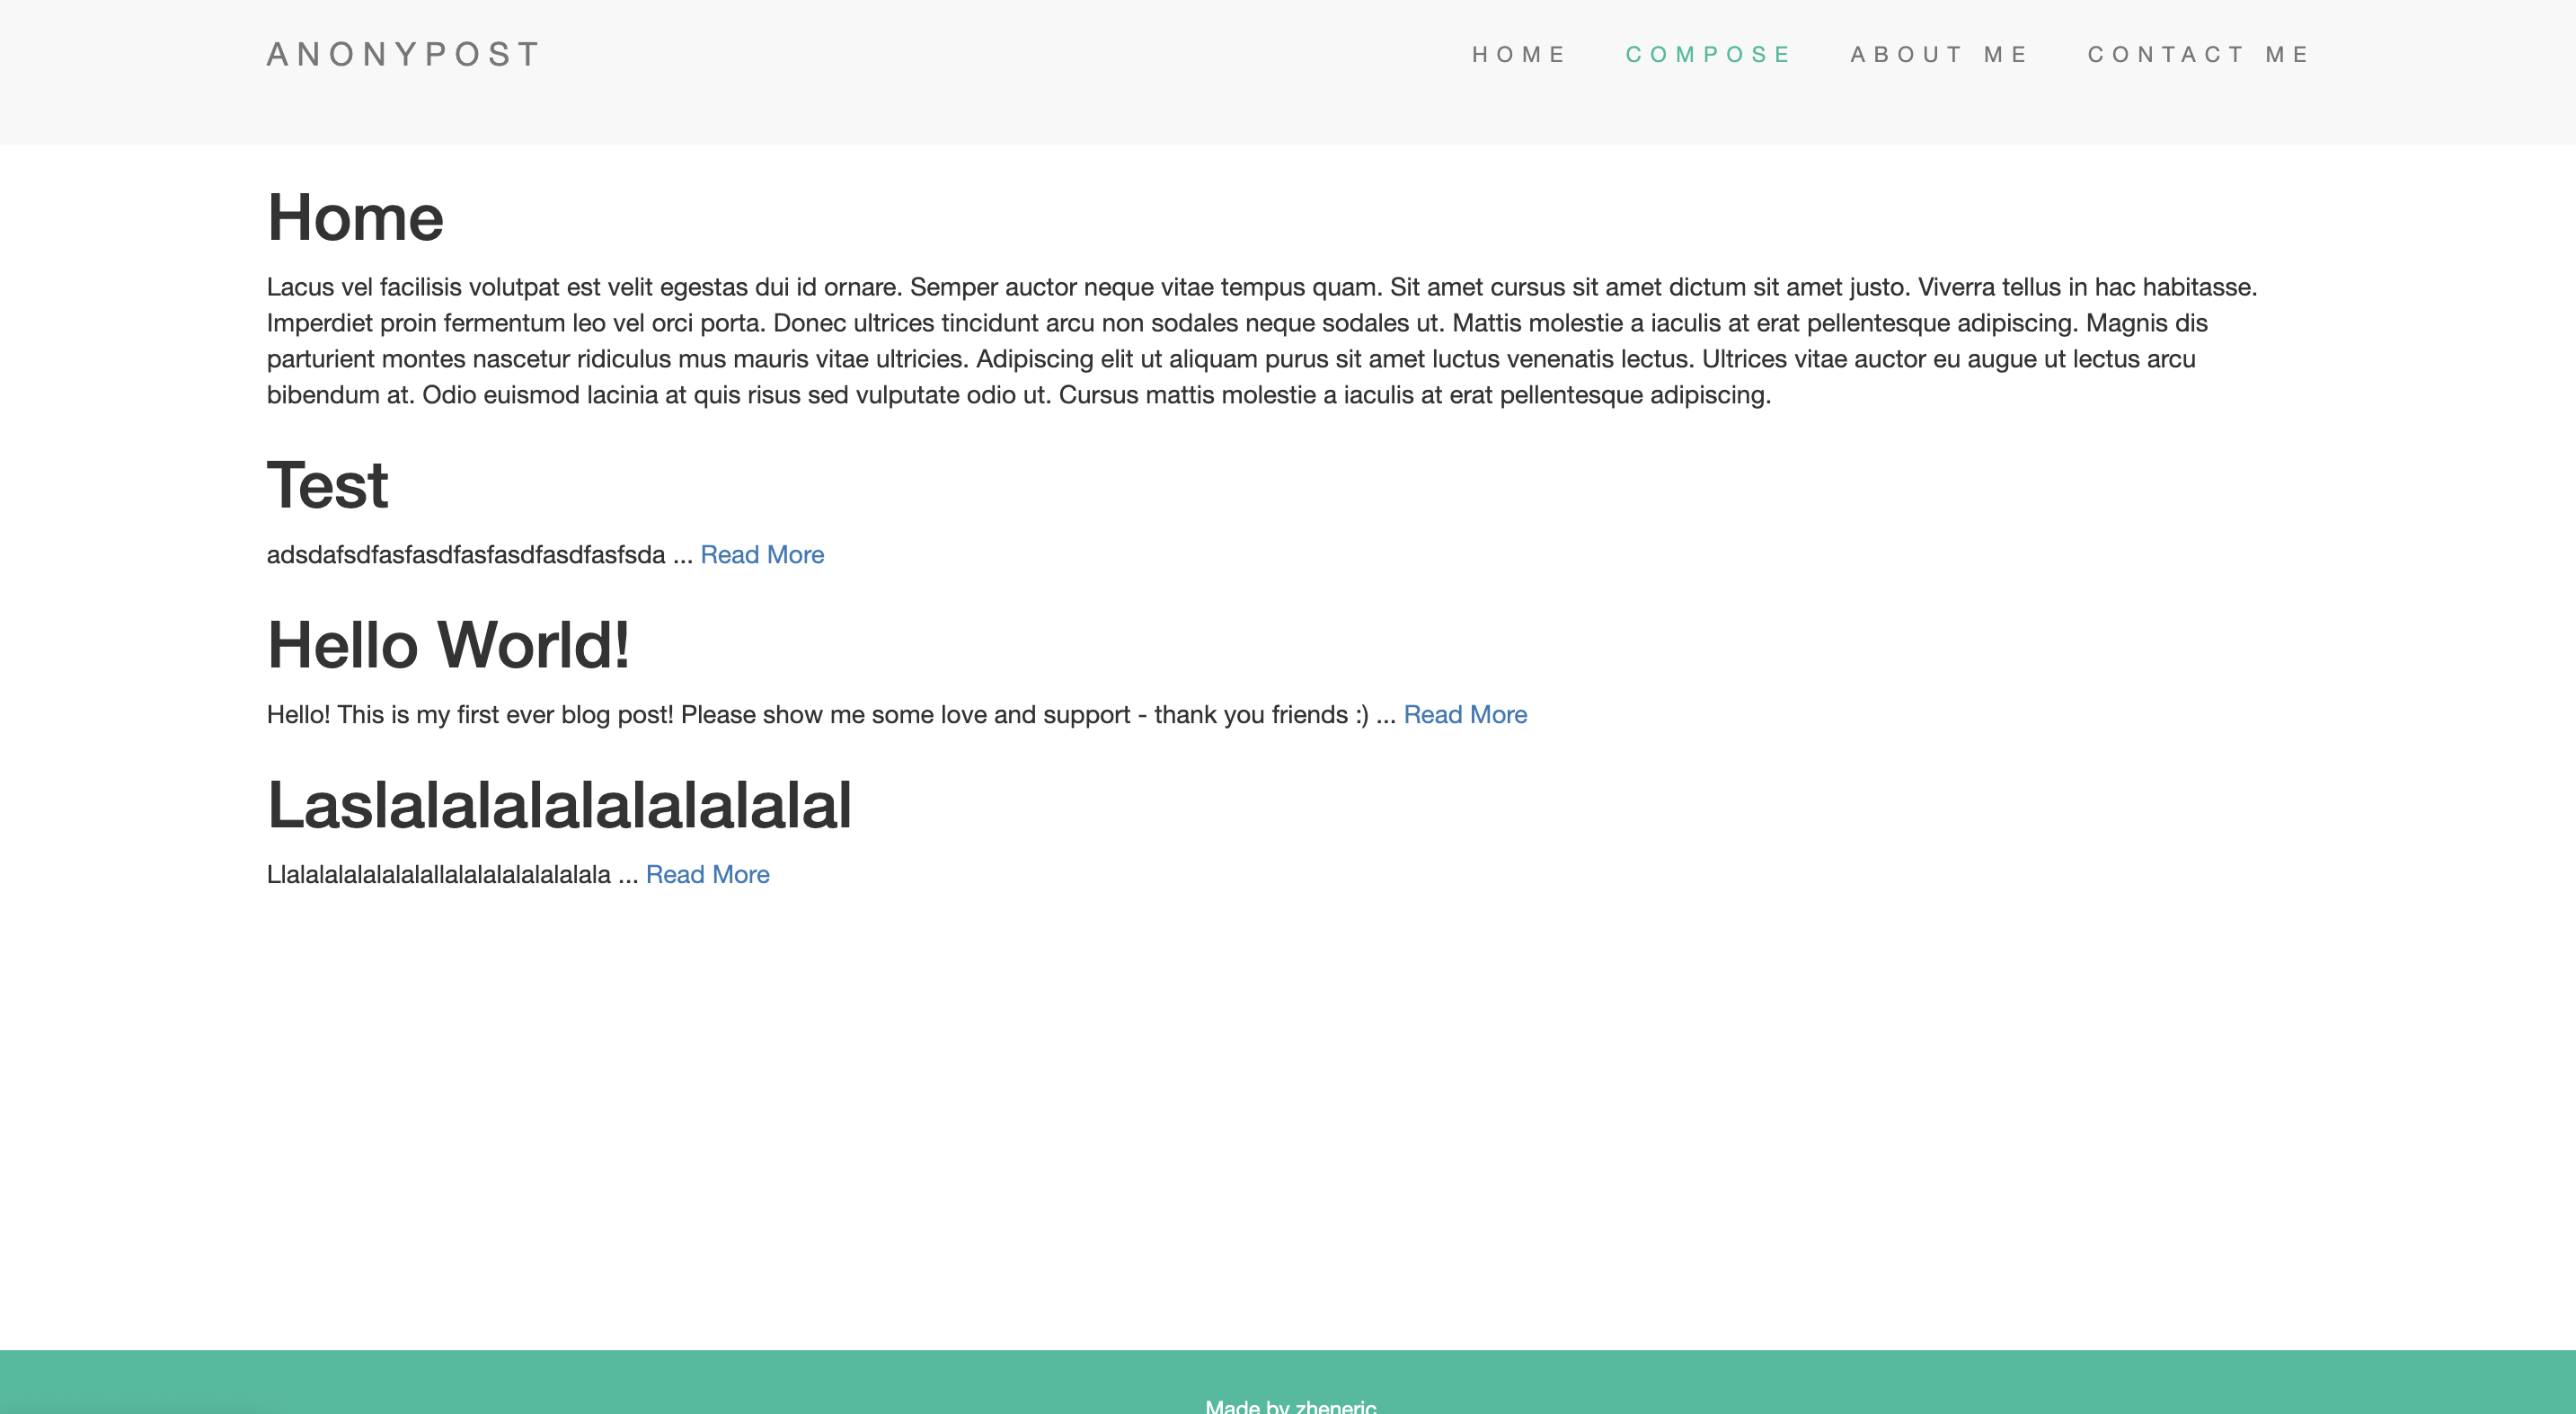 ANONYPOST
HOME COMPOSE ABOUT ME CONTACT ME
Home
Lacus vel facilisis volutpat est velit egestas dui id ornare. Semper auctor neque vitae tempus quam. Sit amet cursus sit amet dictum sit amet justo. Viverra tellus in hac habitasse.
Imperdiet proin fermentum leo vel orci porta. Donec ultrices tincidunt arcu non sodales neque sodales ut. Mattis molestie a iaculis at erat pellentesque adipiscing. Magnis dis
parturient montes nascetur ridiculus mus mauris vitae ultricies. Adipiscing elit ut aliquam purus sit amet luctus venenatis lectus. Ultrices vitae auctor eu augue ut lectus arcu
bibendum at. Odio euismod lacinia at quis risus sed vulputate odio ut. Cursus mattis molestie a iaculis at erat pellentesque adipiscing.
Test
adsdafsdfasfasdfasfasdfasdfasfsda ... Read More
Hello World!
Hello! This is my first ever blog post! Please show me some love and support - thank you friends :) ... Read More
Laslalalalalalalalalal
Llalalalalalalalallalalalalalalalala ... Read More
Made by zheneric